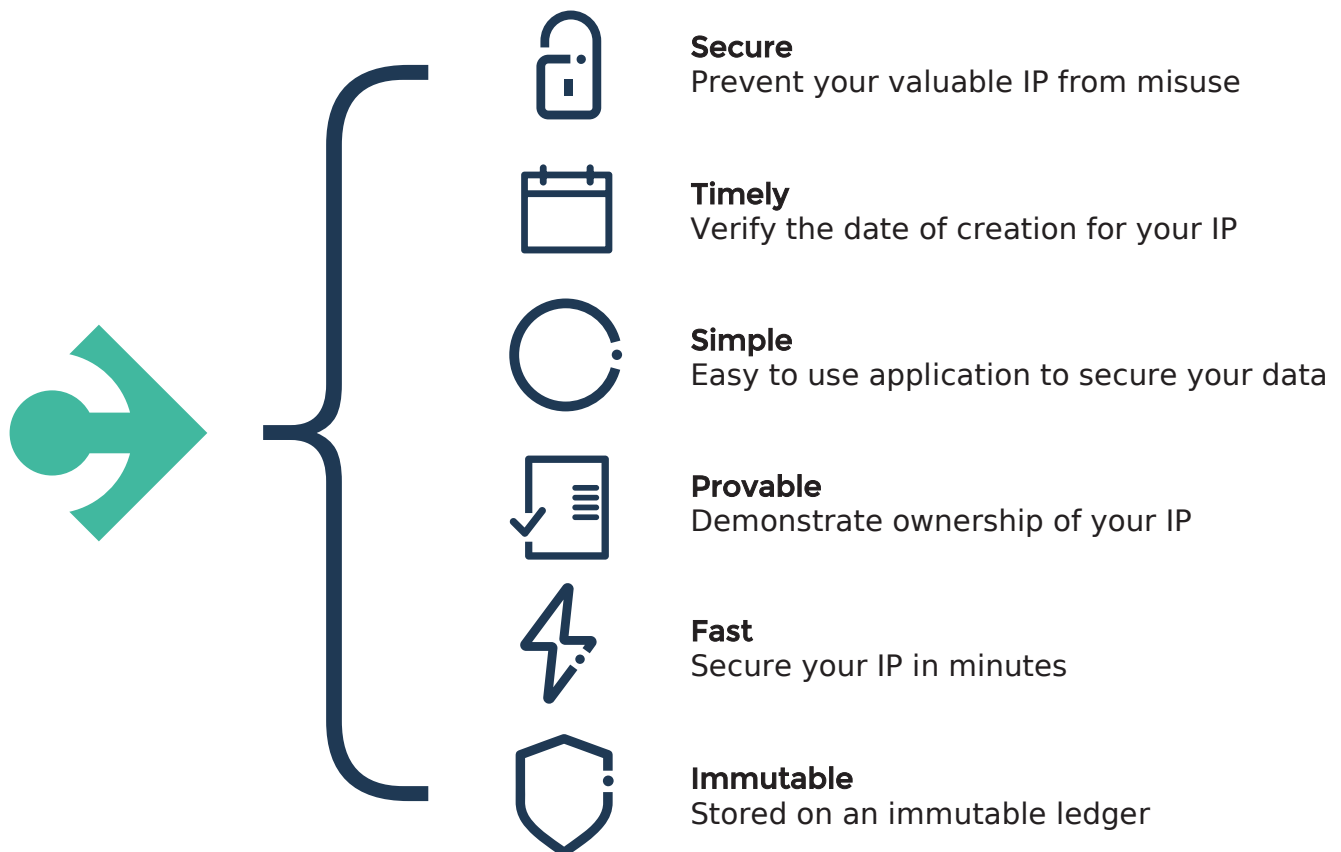 Secure
Prevent your valuable IP from misuse
Timely
Verify the date of creation for your IP
Simple
Easy to use application to secure your data
Provable
Demonstrate ownership of your IP
Fast
Secure your IP in minutes
Immutable
Stored on an immutable ledger